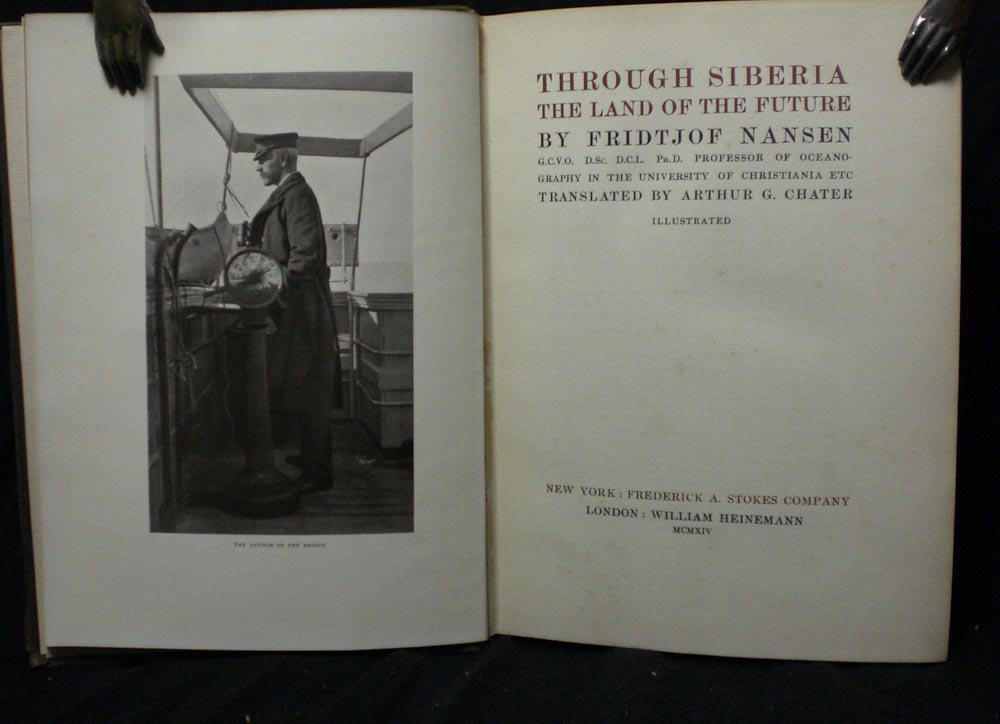 THE AUTHOR ON THE BRIDGE
THROUGH SIBERIA
THE LAND OF THE FUTURE
BY FRIDTJOF NANSEN
G.C.V.O. D.Sc. D.C.L. Ph.D. PROFESSOR OF OCEANO-
GRAPHY IN THE UNIVERSITY OF CHRISTIANIA ETC
TRANSLATED BY ARTHUR G. CHATER
ILLUSTRATED
NEW YORK : FREDERICK A. STOKES COMPANY
LONDON : WILLIAM HEINEMANN
MCMXIV